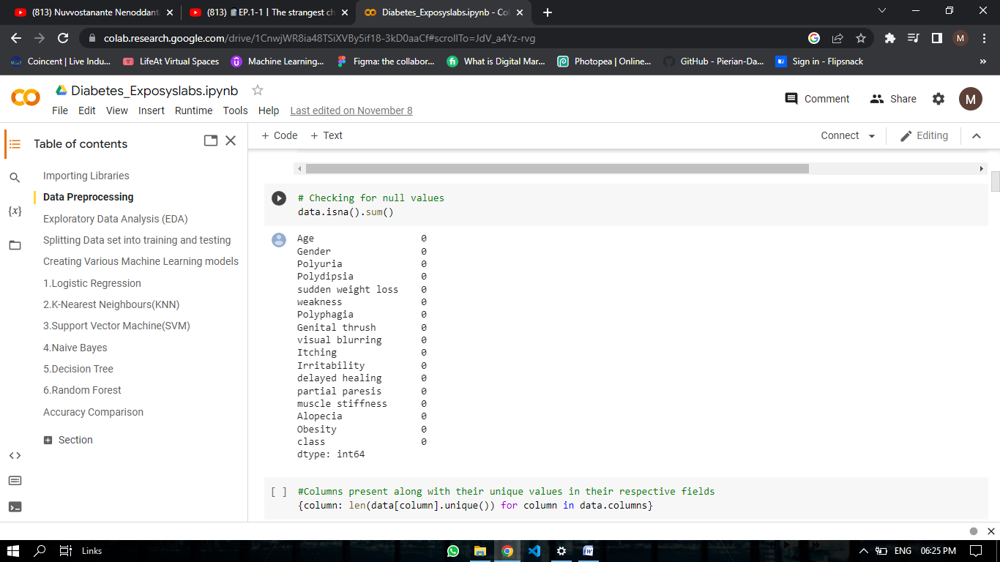 (813) Nuvvostanante Nenoddant
(813) EP.1-1 | The strangest ch
Diabetes_Exposyslabs.ipynb - Col
colab.research.google.com/drive/1CnwjWR8ia48TSiXVBy5if18-3kD0aaCf#scrollTo=JdV_a4Yz-rvg
M
Coincent | Live Indu...
LifeAt Virtual Spaces
Machine Learning...
Figma: the collabor...
What is Digital Mar...
Photopea | Online...
GitHub - Pierian-Da...
Sign in - Flipsnack
»
Diabetes_Exposyslabs.ipynb
File Edit View Insert Runtime Tools Help Last edited on November 8
Comment Share M
Table of contents
+ Code + Text
Connect Editing
Importing Libraries
Data Preprocessing
Exploratory Data Analysis (EDA)
Splitting Data set into training and testing
Creating Various Machine Learning models
1.Logistic Regression
2.K-Nearest Neighbours(KNN)
3.Support Vector Machine(SVM)
4.Naive Bayes
5.Decision Tree
6.Random Forest
Accuracy Comparison
Section
{x}
<>
# Checking for null values
data.isna().sum()
Age 0
Gender 0
Polyuria 0
Polydipsia 0
sudden weight loss 0
weakness 0
Polyphagia 0
Genital thrush 0
visual blurring 0
Itching 0
Irritability 0
delayed healing 0
partial paresis 0
muscle stiffness 0
Alopecia 0
Obesity 0
class 0
dtype: int64
[ ] #Columns present along with their unique values in their respective fields
{column: len(data[column].unique()) for column in data.columns}
Links
ENG 06:25 PM